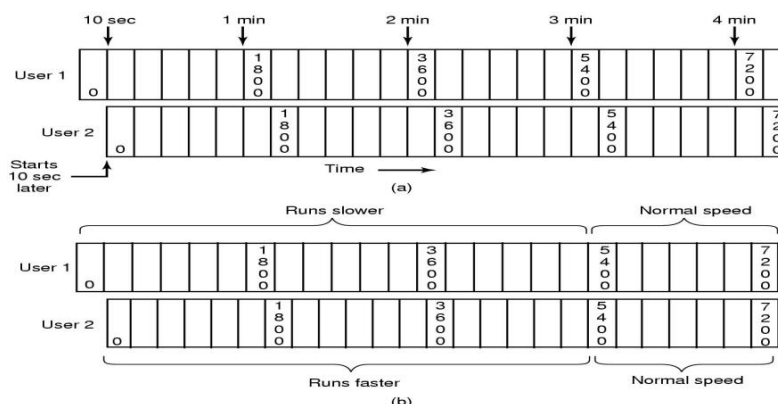 10 sec 1 min 2 min 3 min 4 min
User 1 0 1800 3600 5400 7200
User 2 0 1800 3600 5400 7200
Starts
10 sec
later
Time
(a)
Runs slower Normal speed
User 1 0 1800 3600 5400 7200
User 2 0 1800 3600 5400 7200
Runs faster Normal speed
(b)